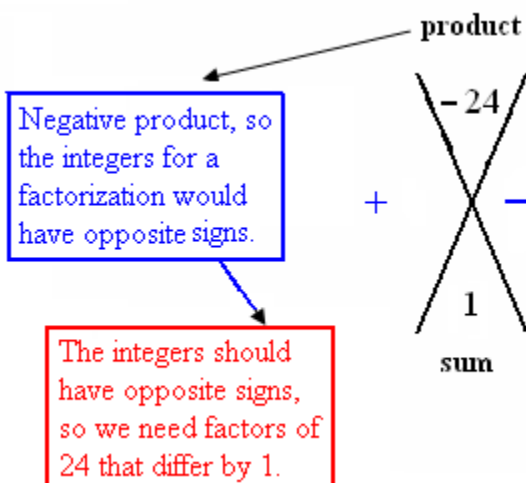 product
Negative product, so
the integers for a
factorization would
have opposite signs.
+ − 24 −
1
sum
The integers should
have opposite signs,
so we need factors of
24 that differ by 1.